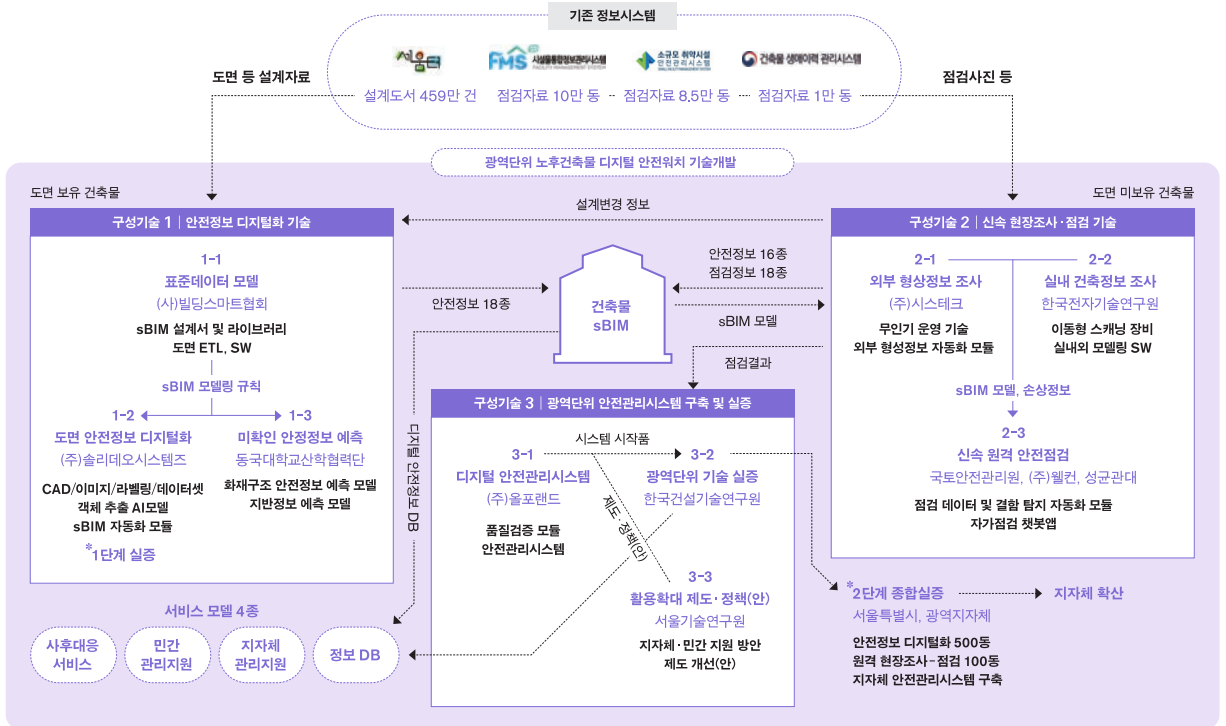 기존 정보시스템
세움터
FMS 시설물통합정보관리시스템
FACILITY MANAGEMENT SYSTEM
소규모 취약시설
안전관리시스템
건축물 생애이력 관리시스템
도면 등 설계자료
점검사진 등
설계도서 459만 건
점검자료 10만 동
점검자료 8.5만 동
점검자료 1만 동
광역단위 노후건축물 디지털 안전워치 기술개발
도면 보유 건축물
도면 미보유 건축물
구성기술 1 | 안전정보 디지털화 기술
1-1
표준데이터 모델
(사)빌딩스마트협회
sBIM 설계서 및 라이브러리
도면 ETL, SW
sBIM 모델링 규칙
1-2
도면 안전정보 디지털화
(주)솔리데오시스템즈
CAD/이미지/라벨링/데이터셋
객체 추출 AI모델
sBIM 자동화 모듈
*1단계 실증
1-3
미확인 안정정보 예측
동국대학교산학협력단
화재구조 안전정보 예측 모델
지반정보 예측 모델
설계변경 정보
안전정보 18종
안전정보 16종
점검정보 18종
건축물
sBIM
sBIM 모델
점검결과
디지털 안전정보 DB
구성기술 2 | 신속 현장조사·점검 기술
2-1
외부 형상정보 조사
(주)시스테크
무인기 운영 기술
외부 형성정보 자동화 모듈
2-2
실내 건축정보 조사
한국전자기술연구원
이동형 스캐닝 장비
실내외 모델링 SW
sBIM 모델, 손상정보
2-3
신속 원격 안전점검
국토안전관리원, (주)웰컨, 성균관대
점검 데이터 및 결함 탐지 자동화 모듈
자가점검 챗봇앱
구성기술 3 | 광역단위 안전관리시스템 구축 및 실증
시스템 시작품
3-1
디지털 안전관리시스템
(주)올포랜드
품질검증 모듈
안전관리시스템
3-2
광역단위 기술 실증
한국건설기술연구원
제도·정책(안)
3-3
활용확대 제도·정책(안)
서울기술연구원
지자체·민간 지원 방안
제도 개선(안)
서비스 모델 4종
사후대응
서비스
민간
관리지원
지자체
관리지원
정보 DB
*2단계 종합실증
지자체 확산
서울특별시, 광역지자체
안전정보 디지털화 500동
원격 현장조사-점검 100동
지자체 안전관리시스템 구축